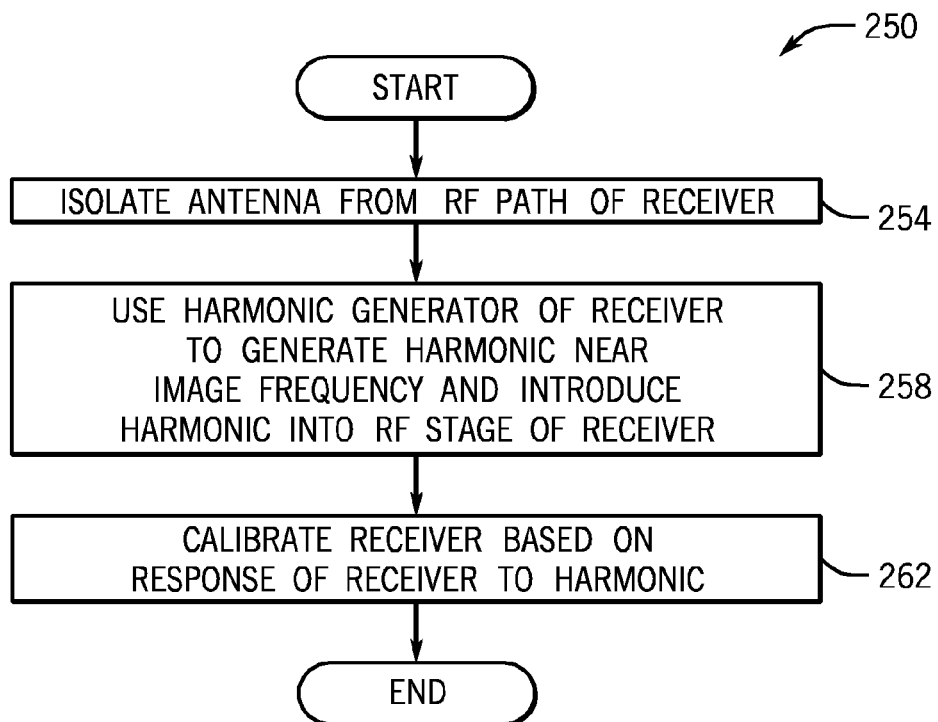 250
START
ISOLATE ANTENNA FROM RF PATH OF RECEIVER
254
USE HARMONIC GENERATOR OF RECEIVER
TO GENERATE HARMONIC NEAR
IMAGE FREQUENCY AND INTRODUCE
HARMONIC INTO RF STAGE OF RECEIVER
258
CALIBRATE RECEIVER BASED ON
RESPONSE OF RECEIVER TO HARMONIC
262
END